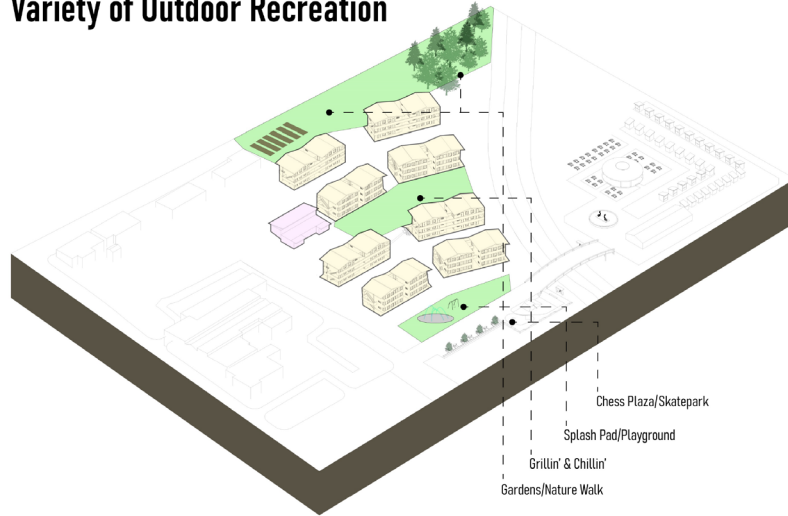 Variety of Outdoor Recreation
Chess Plaza/Skatepark
Splash Pad/Playground
Grillin' & Chillin'
Gardens/Nature Walk